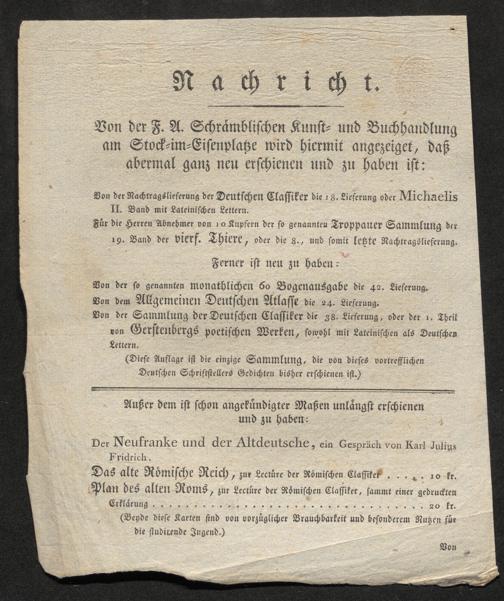 Nachricht.
Von der F. A. Schrämblischen Kunst- und Buchhandlung
am Stock-im-Eisenplatze wird hiermit angezeiget, daß
abermal ganz neu erschienen und zu haben ist:
Von der Nachtragslieferung der Deutschen Classiker die 18. Lieferung oder Michaelis
II. Band mit Lateinischen Lettern.
Für die Herren Abnehmer von 10 Kupfern der so genannten Troppauer Sammlung der
19. Band der vierf. Thiere, oder die 8., und somit letzte Nachtragslieferung.
Ferner ist neu zu haben:
Von der so genannten monathlichen 60 Bogenausgabe die 42. Lieferung.
Von dem Allgemeinen Deutschen Atlasse die 24. Lieferung.
Von der Sammlung der Deutschen Classiker die 38. Lieferung, oder der 1. Theil
von Gerstenbergs poetischen Werken, sowohl mit Lateinischen als Deutschen
Lettern.
(Diese Auflage ist die einzige Sammlung, die von dieses vortrefflichen
Deutschen Schriftstellers Gedichten bisher erschienen ist.)
Außer dem ist schon angekündigter Maßen unlängst erschienen
und zu haben:
Der Neufranke und der Altdeutsche, ein Gespräch von Karl Julius
Fridrich.
Das alte Römische Reich, zur Lectüre der Römischen Classiker . . . . . 10 kr.
Plan des alten Roms, zur Lectüre der Römischen Classiker, sammt einer gedruckten
Erklärung . . . . . . . . . . . . . . . . . . . . . . . . . . . . . . . . 20 kr.
(Beyde diese Karten sind von vorzüglicher Brauchbarkeit und besonderem Nutzen für
die studirende Jugend.)
Von